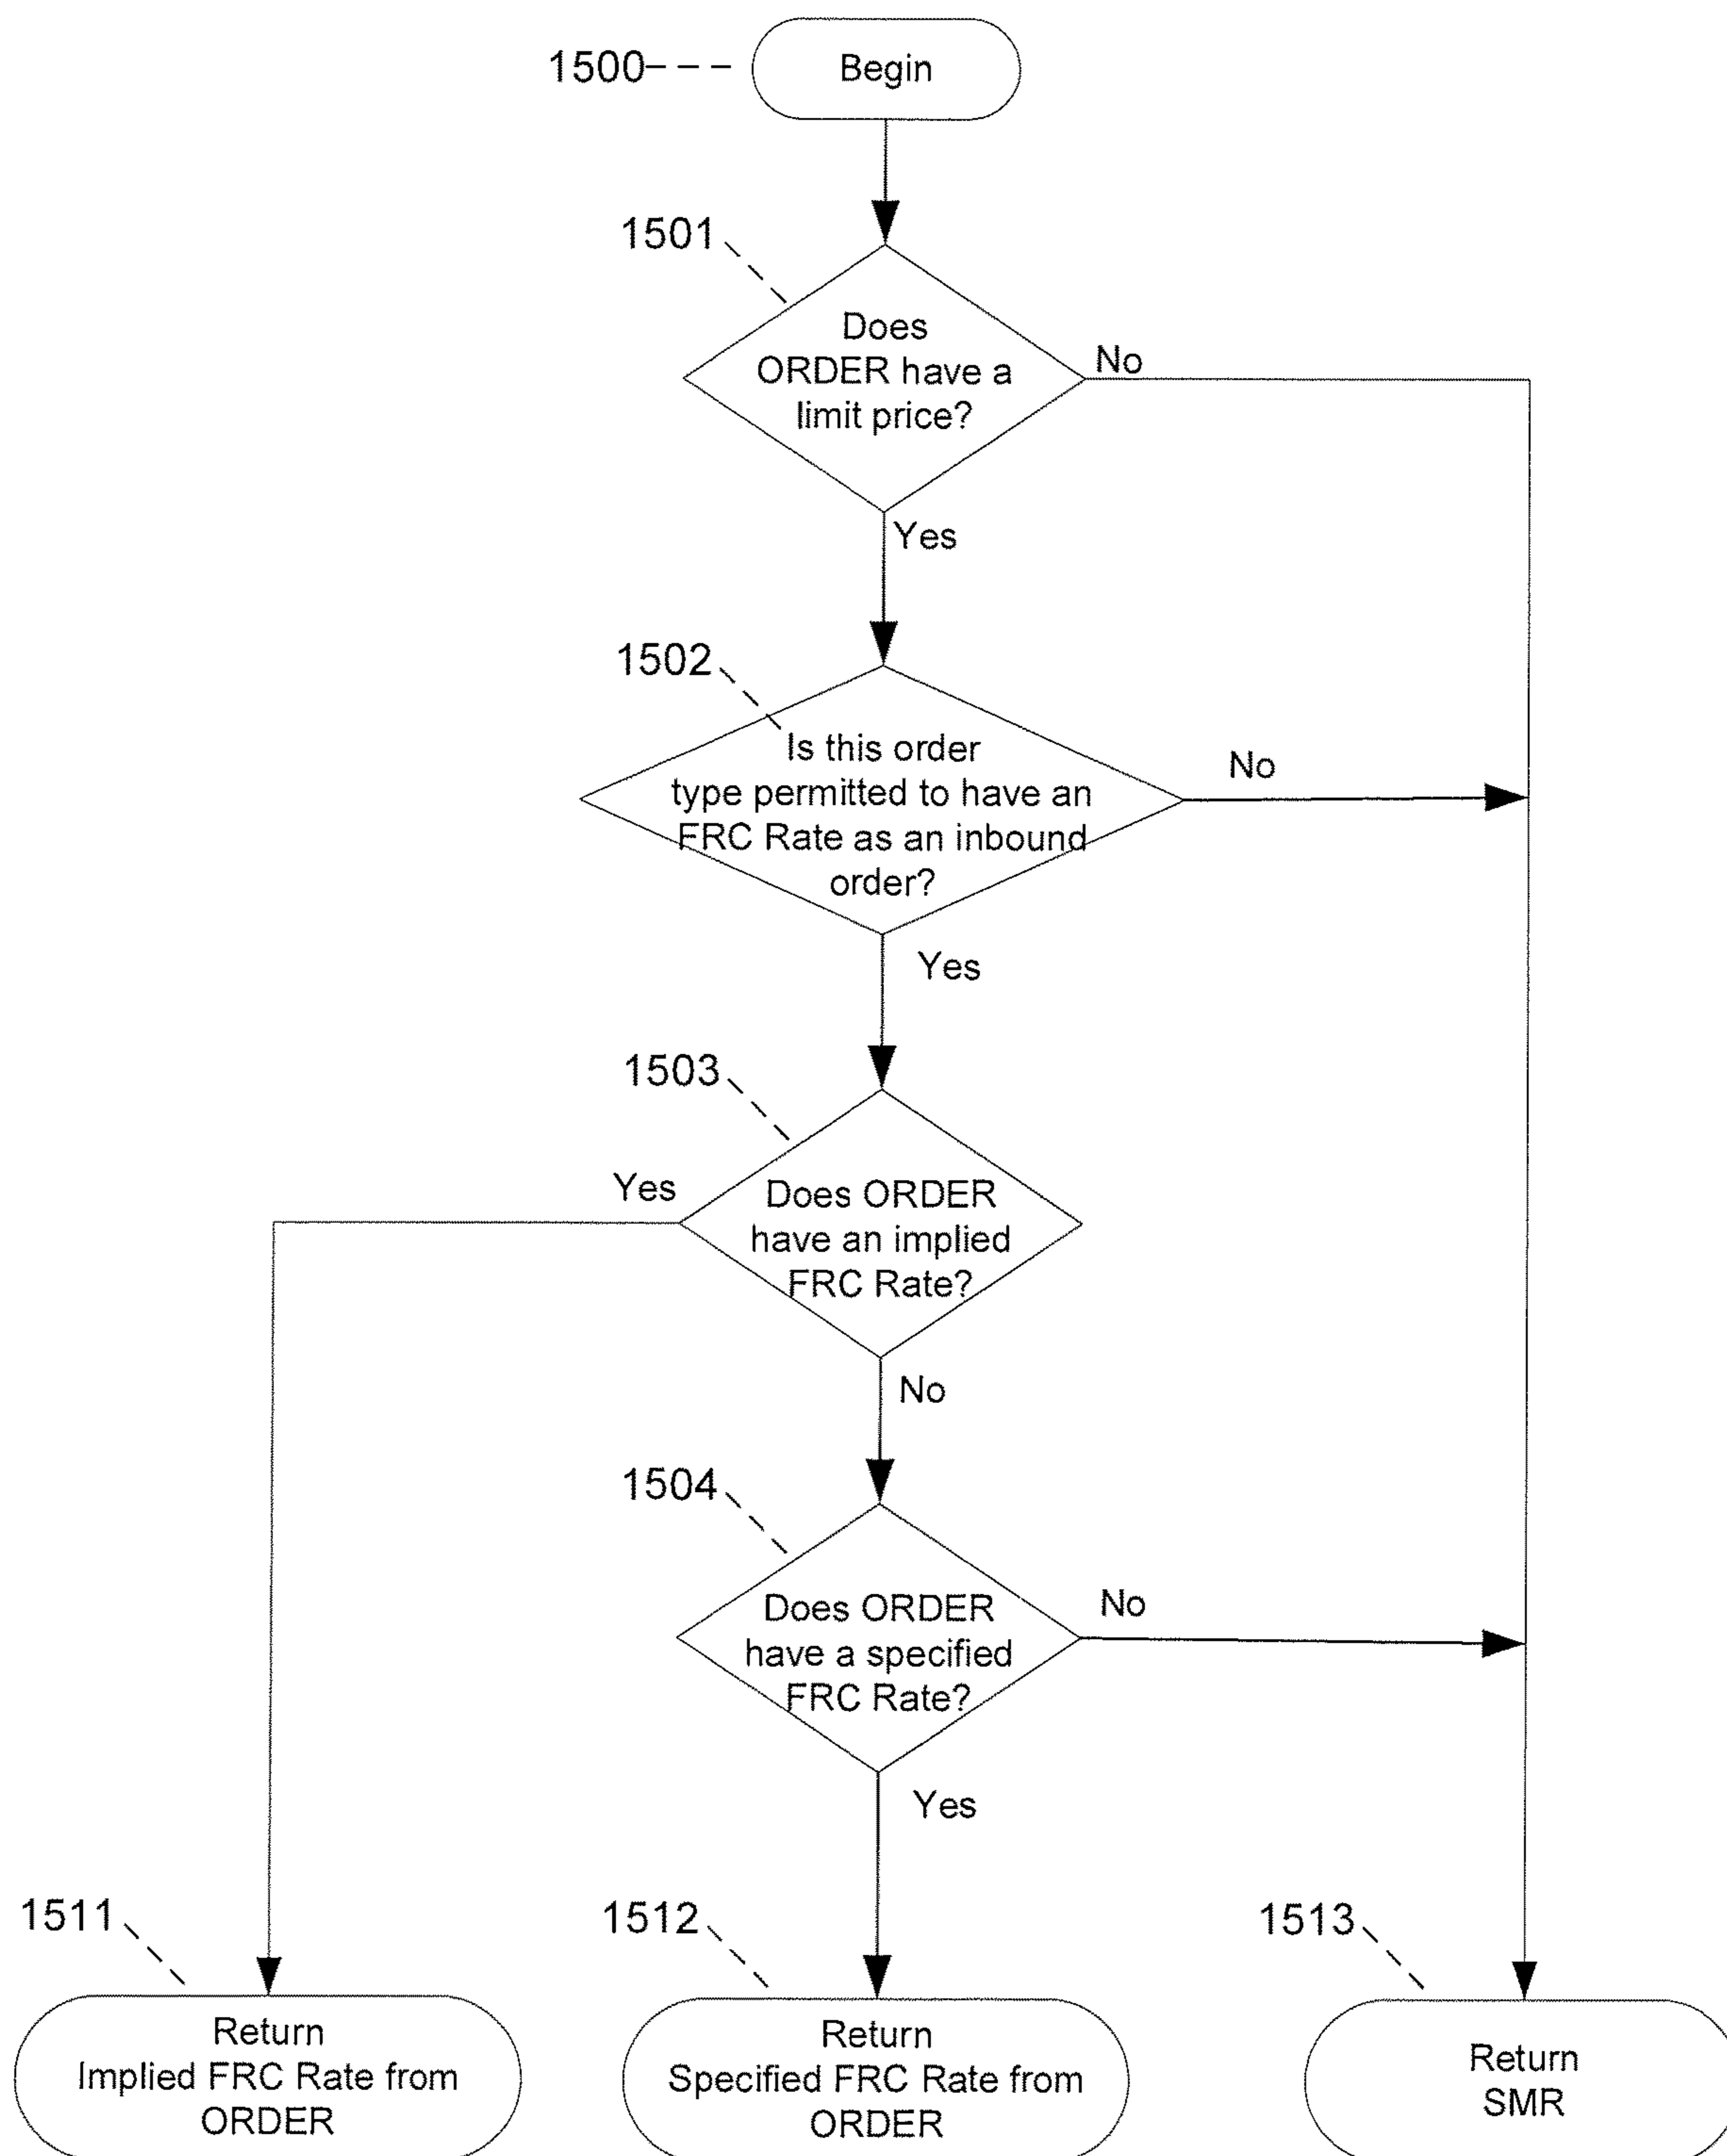 1500
Begin
1501
Does
ORDER have a
limit price?
No
Yes
1502
Is this order
type permitted to have an
FRC Rate as an inbound
order?
No
Yes
1503
Yes
Does ORDER
have an implied
FRC Rate?
No
1504
Does ORDER
have a specified
FRC Rate?
No
Yes
1511
1512
1513
Return
Implied FRC Rate from
ORDER
Return
Specified FRC Rate from
ORDER
Return
SMR